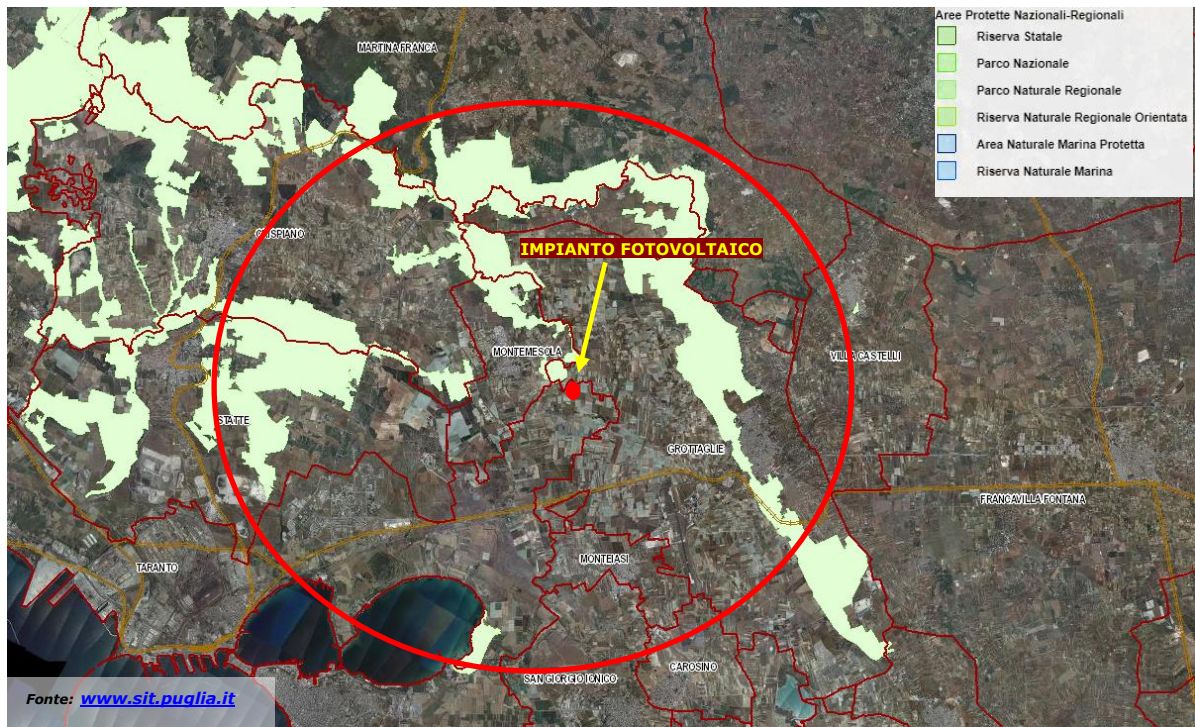 Aree Protette Nazionali-Regionali
Riserva Statale
Parco Nazionale
Parco Naturale Regionale
Riserva Naturale Regionale Orientata
Area Naturale Marina Protetta
Riserva Naturale Marina
MARTINA FRANCA
CRISPIANO
IMPIANTO FOTOVOLTAICO
MONTEMESOLA
VILLA CASTELLI
STATTE
GROTTAGLIE
FRANCAVILLA FONTANA
MONTEIASI
TARANTO
CAROSINO
SAN GIORGIO IONICO
Fonte: www.sit.puglia.it